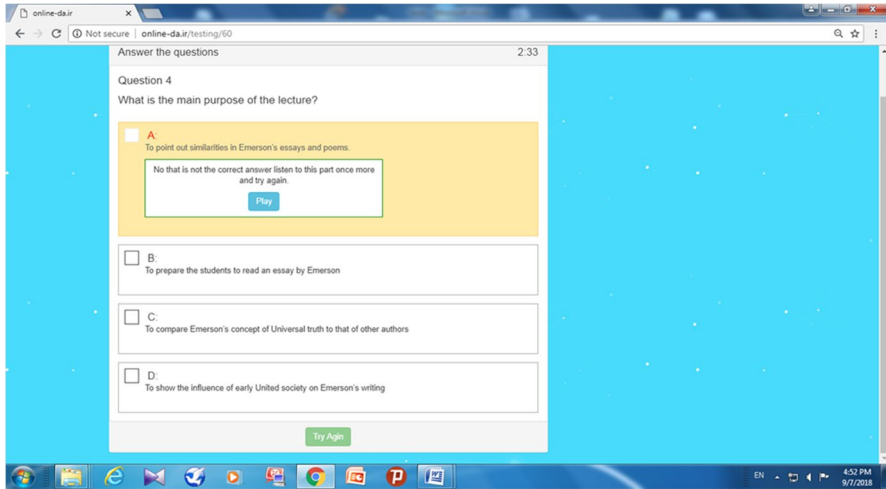 online-da.ir
Not secure | online-da.ir/testing/60
Answer the questions 2:33
Question 4
What is the main purpose of the lecture?
A:
To point out similarities in Emerson's essays and poems.
No that is not the correct answer listen to this part once more
and try again.
Play
B:
To prepare the students to read an essay by Emerson
C:
To compare Emerson's concept of Universal truth to that of other authors
D:
To show the influence of early United society on Emerson's writing
Try Agin
EN 4:52 PM
9/7/2018